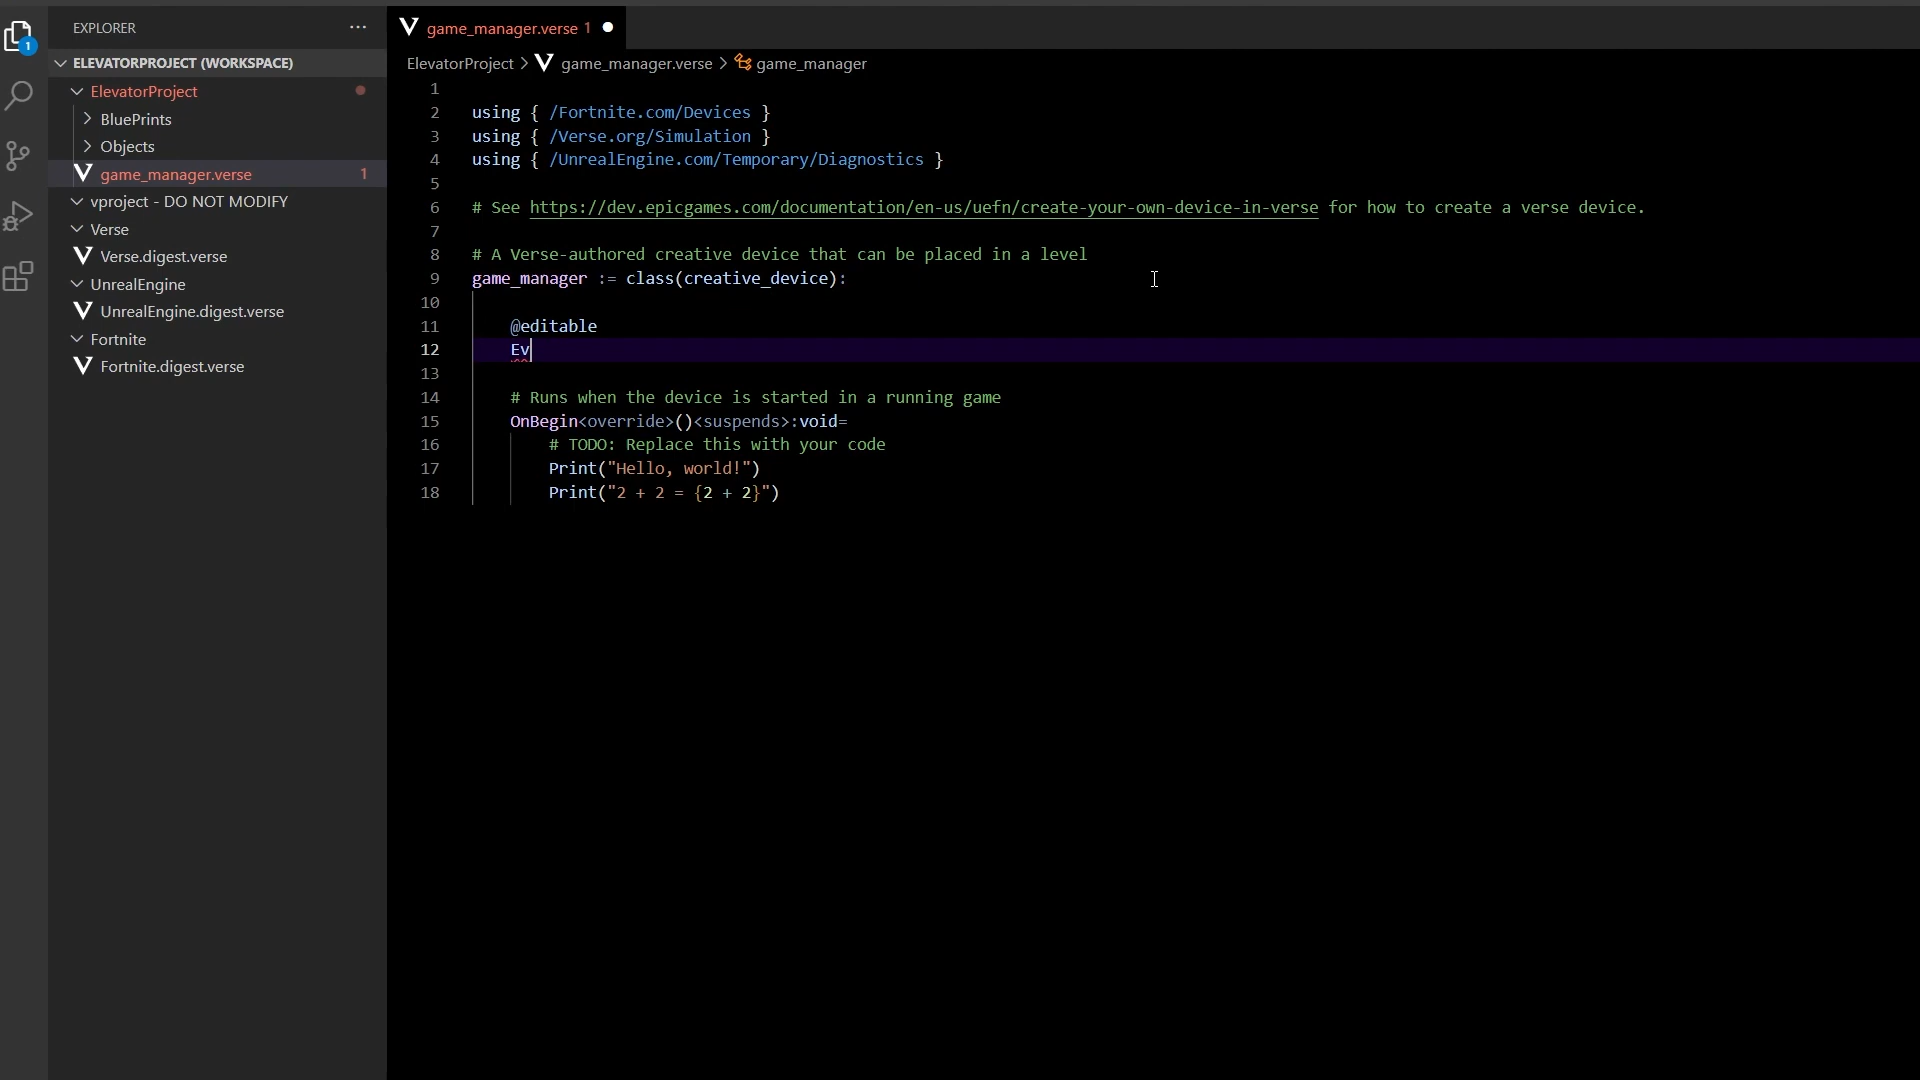 EXPLORER
ELEVATORPROJECT (WORKSPACE)
ElevatorProject
BluePrints
Objects
game_manager.verse 1
vproject - DO NOT MODIFY
Verse
Verse.digest.verse
UnrealEngine
UnrealEngine.digest.verse
Fortnite
Fortnite.digest.verse
1
game_manager.verse 1
ElevatorProject > game_manager.verse > game_manager
1
2 using { /Fortnite.com/Devices }
3 using { /Verse.org/Simulation }
4 using { /UnrealEngine.com/Temporary/Diagnostics }
5
6 # See https://dev.epicgames.com/documentation/en-us/uefn/create-your-own-device-in-verse for how to create a verse device.
7
8 # A Verse-authored creative device that can be placed in a level
9 game_manager := class(creative_device):
10
11 @editable
12 Ev
13
14 # Runs when the device is started in a running game
15 OnBegin<override>()<suspends>:void=
16 # TODO: Replace this with your code
17 Print("Hello, world!")
18 Print("2 + 2 = {2 + 2}")